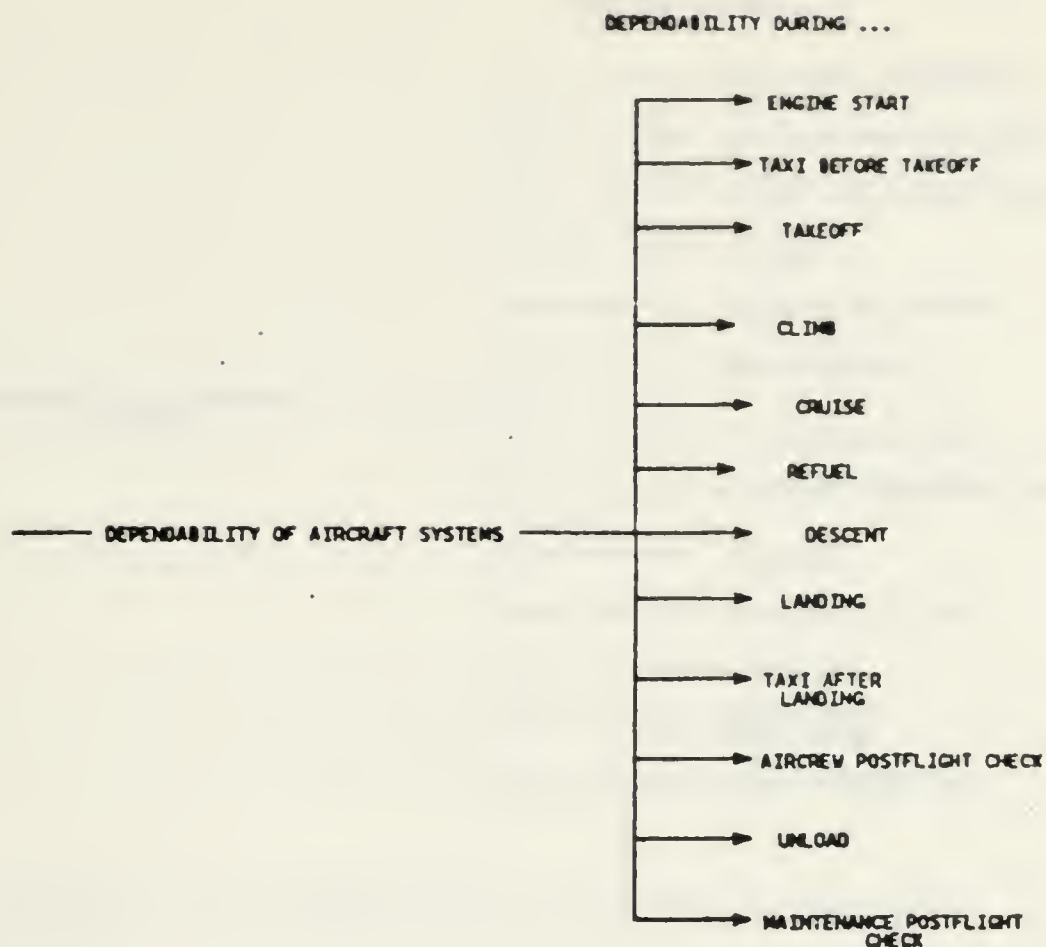 DEPENDABILITY DURING ...
ENGINE START
TAXI BEFORE TAKEOFF
TAKEOFF
CLIMB
CRUISE
REFUEL
DEPENDABILITY OF AIRCRAFT SYSTEMS
DESCENT
LANDING
TAXI AFTER
LANDING
AIRCREW POSTFLIGHT CHECK
UNLOAD
MAINTENANCE POSTFLIGHT
CHECK